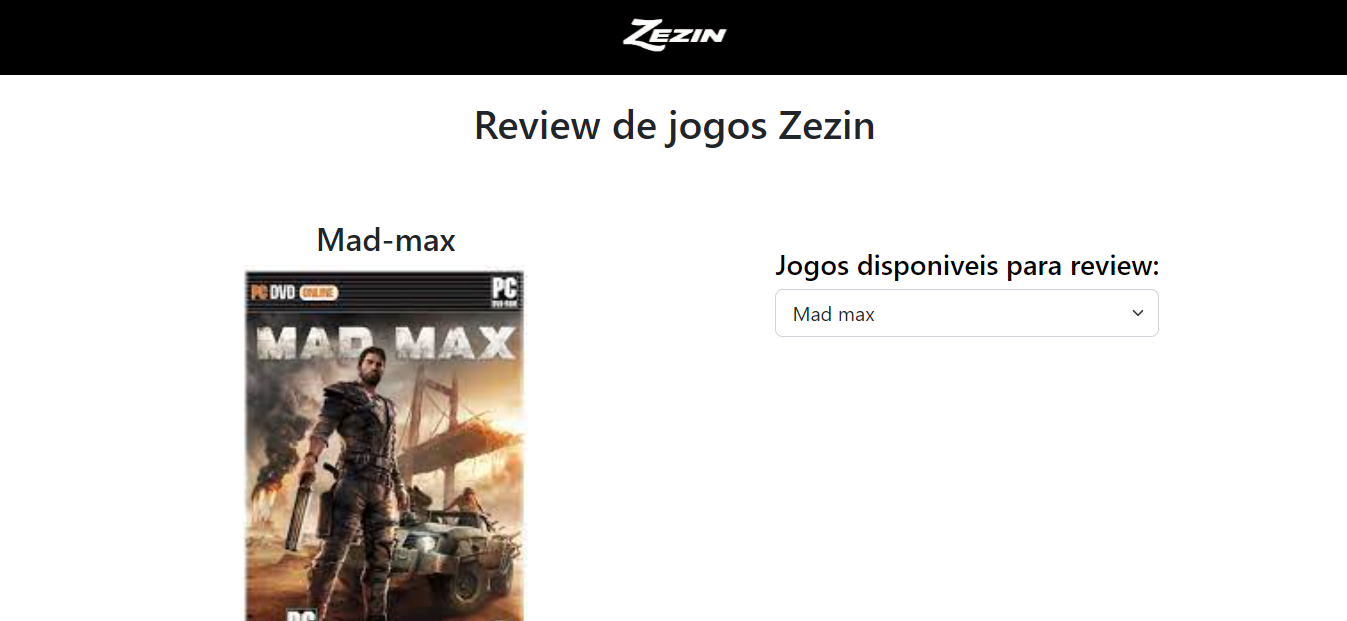 ZEZIN
Review de jogos Zezin
Mad-max
PC DVD ONLINE
PC
DVD-ROM
MAD MAX
PC
Jogos disponiveis para review:
Mad max